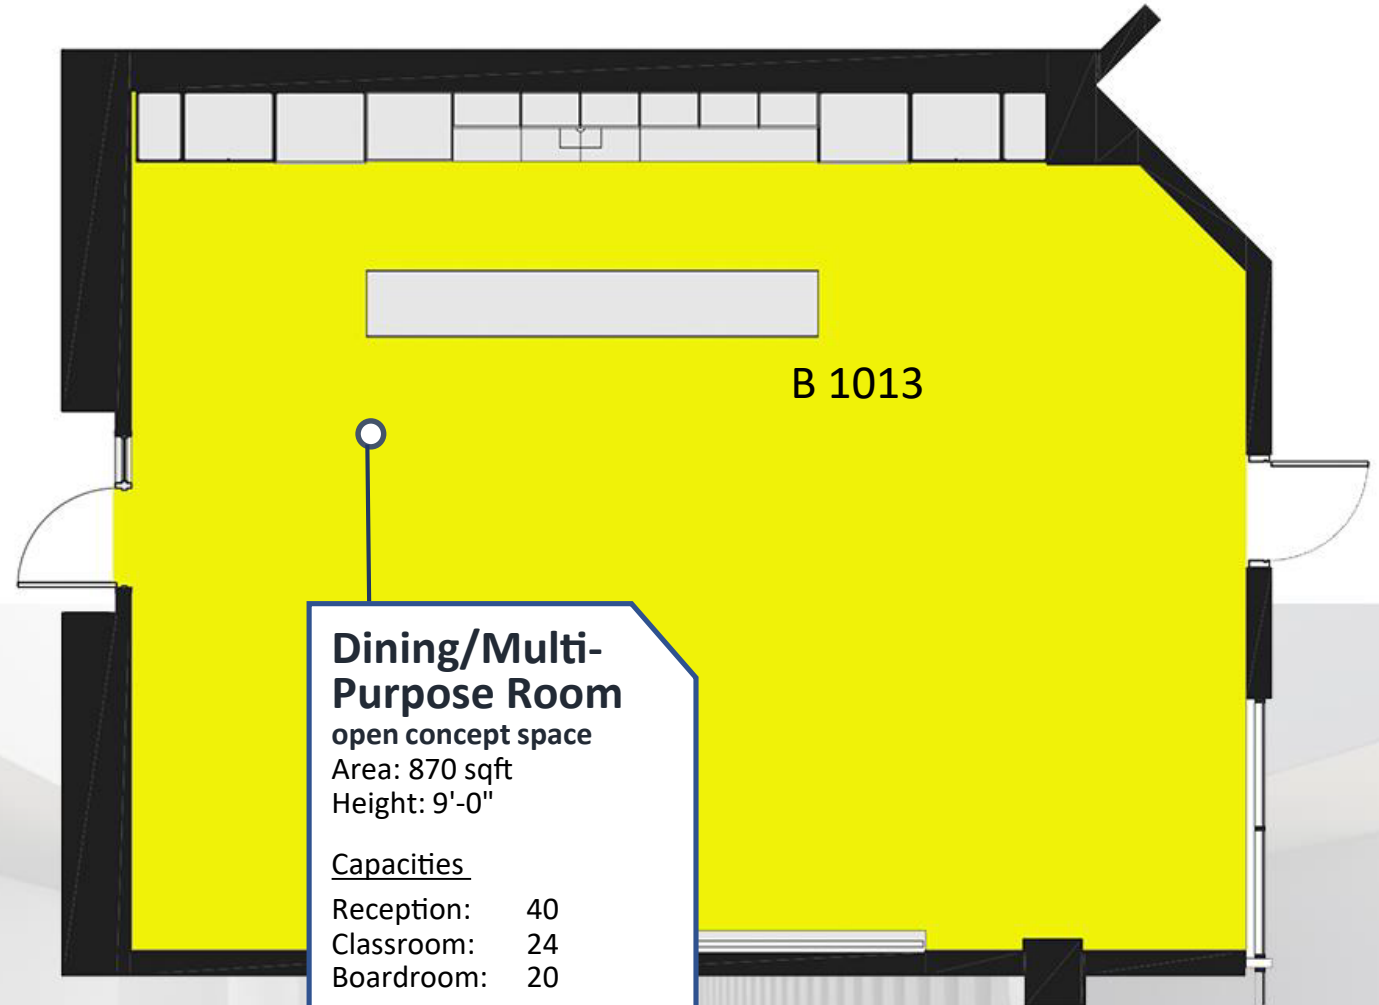 B 1013
Dining/Multi-
Purpose Room
open concept space
Area: 870 sqft
Height: 9'-0"
Capacities
Reception: 40
Classroom: 24
Boardroom: 20